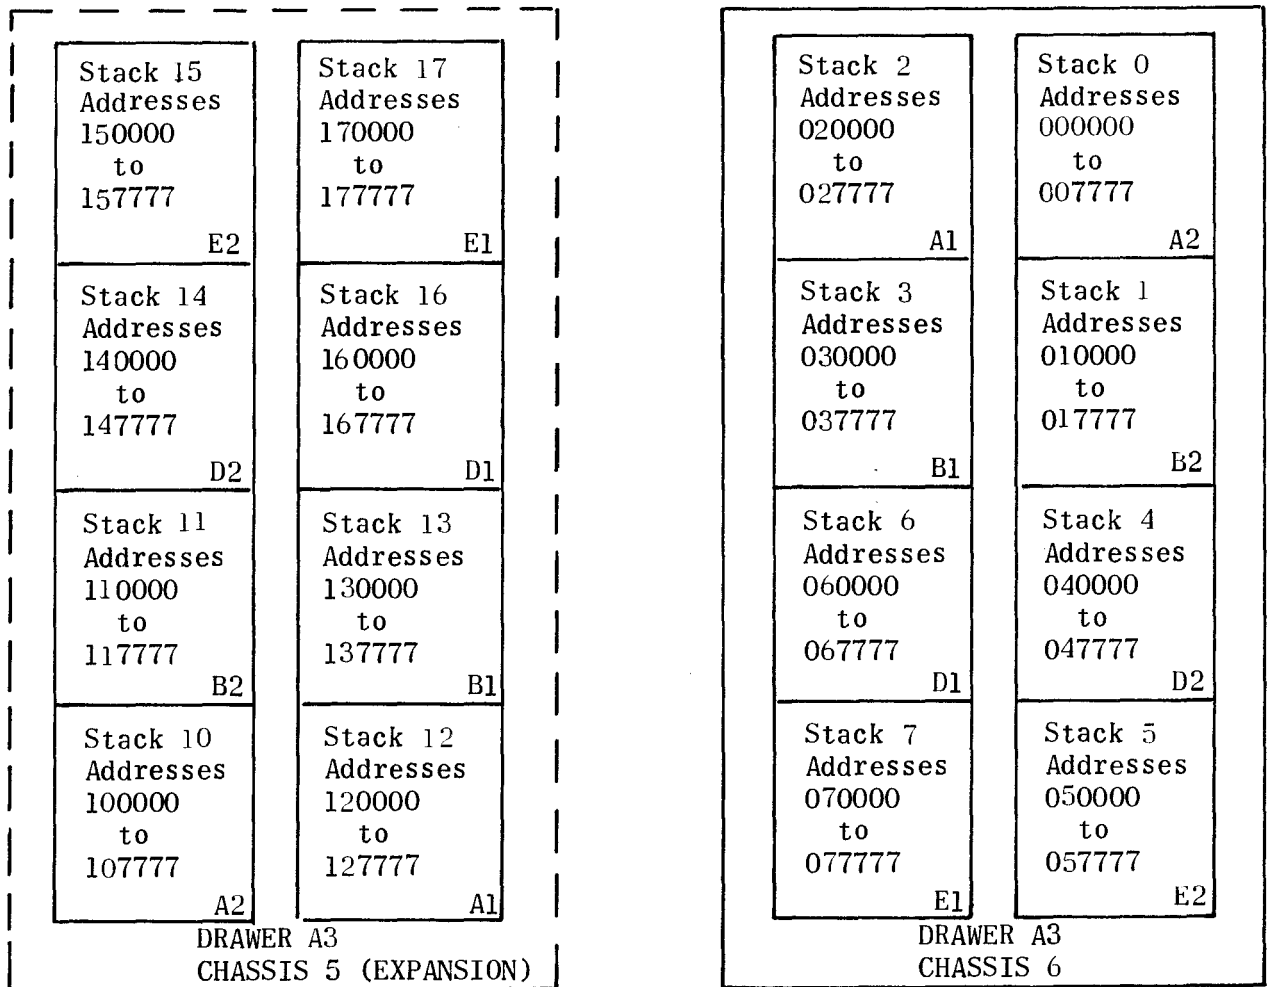 Stack 15
Addresses
150000
to
157777
E2
Stack 17
Addresses
170000
to
177777
E1
Stack 14
Addresses
140000
to
147777
D2
Stack 16
Addresses
160000
to
167777
D1
Stack 11
Addresses
110000
to
117777
B2
Stack 13
Addresses
130000
to
137777
B1
Stack 10
Addresses
100000
to
107777
A2
Stack 12
Addresses
120000
to
127777
A1
DRAWER A3
CHASSIS 5 (EXPANSION)
Stack 2
Addresses
020000
to
027777
A1
Stack 0
Addresses
000000
to
007777
A2
Stack 3
Addresses
030000
to
037777
B1
Stack 1
Addresses
010000
to
017777
B2
Stack 6
Addresses
060000
to
067777
D1
Stack 4
Addresses
040000
to
047777
D2
Stack 7
Addresses
070000
to
077777
E1
Stack 5
Addresses
050000
to
057777
E2
DRAWER A3
CHASSIS 6